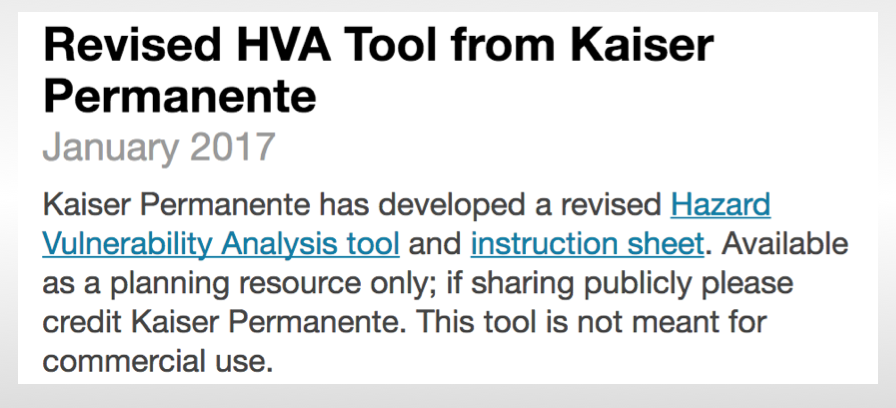 Revised HVA Tool from Kaiser
Permanente
January 2017
Kaiser Permanente has developed a revised Hazard
Vulnerability Analysis tool and instruction sheet. Available
as a planning resource only; if sharing publicly please
credit Kaiser Permanente. This tool is not meant for
commercial use.